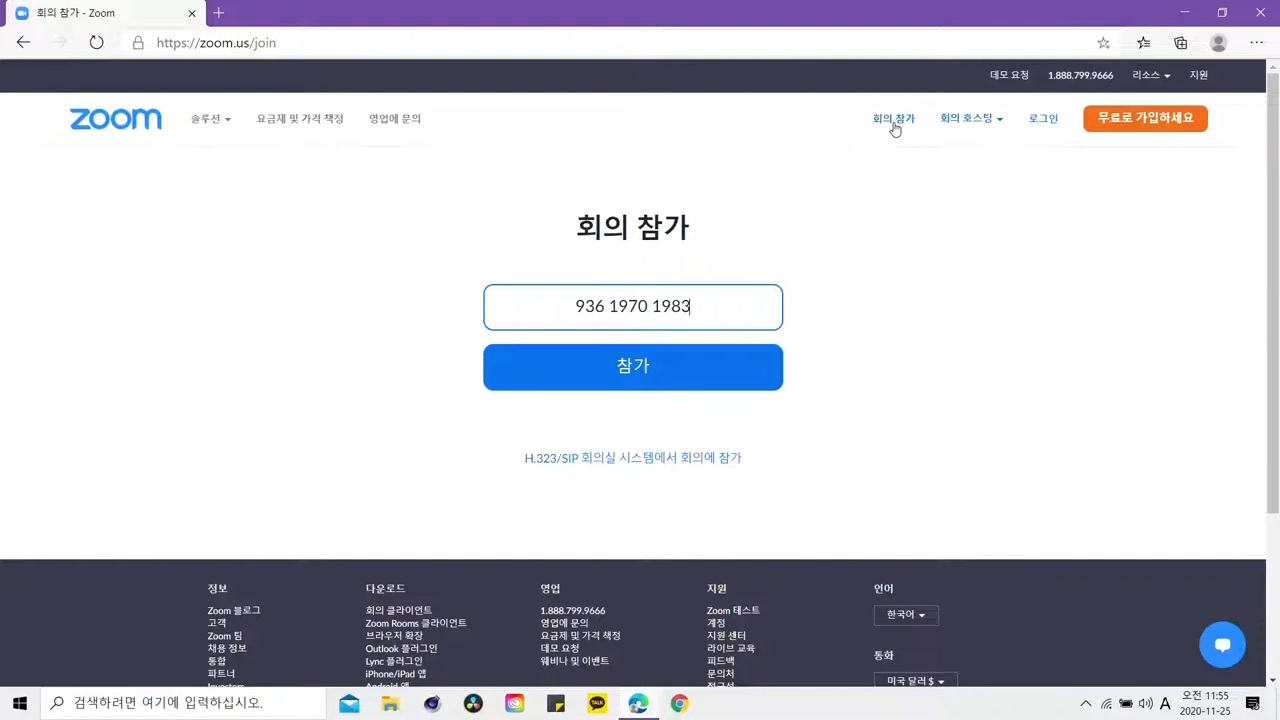 회의 참가 - Zoom
https://zoom.us/join
데모 요청 1.888.799.9666 리소스 지원
zoom 솔루션 요금제 및 가격 책정 영업에 문의 회의 참가 회의 호스팅 로그인 무료로 가입하세요
회의 참가
936 1970 1983
참가
H.323/SIP 회의실 시스템에서 회의에 참가
정보 다운로드 영업 지원 언어
Zoom 블로그 회의 클라이언트 1.888.799.9666 Zoom 테스트 한국어
고객 Zoom Rooms 클라이언트 영업에 문의 계정
Zoom 팀 브라우저 확장 요금제 및 가격 책정 지원 센터
채용 정보 Outlook 플러그인 데모 요청 라이브 교육
통합 Lync 플러그인 웨비나 및 이벤트 피드백 통화
파트너 iPhone/iPad 앱 문의처
Investors Android 앱 접근성 미국 달러 $
검색하려면 여기에 입력하십시오.
TALK
A
오전 11:55
2020-11-25